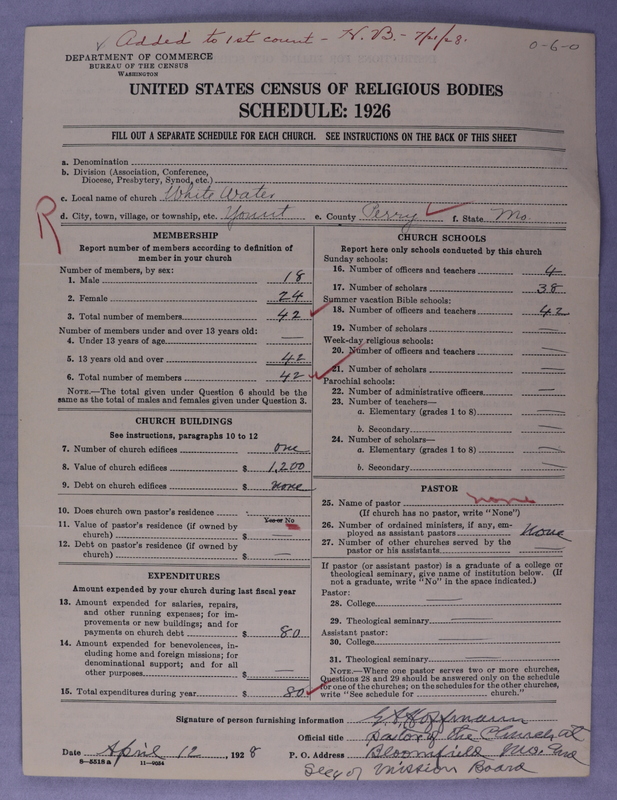 √ Added to 1st count - N.B. - 7/21/28.
0-6-0
DEPARTMENT OF COMMERCE
BUREAU OF THE CENSUS
WASHINGTON
UNITED STATES CENSUS OF RELIGIOUS BODIES
SCHEDULE: 1926
FILL OUT A SEPARATE SCHEDULE FOR EACH CHURCH. SEE INSTRUCTIONS ON THE BACK OF THIS SHEET
a. Denomination
b. Division (Association, Conference,
Diocese, Presbytery, Synod, etc.)
c. Local name of church White Water
R
d. City, town, village, or township, etc. Yount e. County Perry ✓ f. State Mo.
MEMBERSHIP
Report number of members according to definition of
member in your church
Number of members, by sex:
1. Male 18
2. Female 24
3. Total number of members 42 ✓
Number of members under and over 13 years old:
4. Under 13 years of age —
5. 13 years old and over 42
6. Total number of members 42 ✓
NOTE.—The total given under Question 6 should be the
same as the total of males and females given under Question 3.
CHURCH BUILDINGS
See instructions, paragraphs 10 to 12
7. Number of church edifices one
8. Value of church edifices $ 1,200
9. Debt on church edifices $ none
10. Does church own pastor's residence
Yes or No
11. Value of pastor's residence (if owned by
church) $ —
12. Debt on pastor's residence (if owned by
church) $ —
EXPENDITURES
Amount expended by your church during last fiscal year
13. Amount expended for salaries, repairs,
and other running expenses; for im-
provements or new buildings; and for
payments on church debt $ 80
14. Amount expended for benevolences, in-
cluding home and foreign missions; for
denominational support; and for all
other purposes $ —
15. Total expenditures during year $ 80 ✓
CHURCH SCHOOLS
Report here only schools conducted by this church
Sunday schools:
16. Number of officers and teachers 4
17. Number of scholars 38
Summer vacation Bible schools:
18. Number of officers and teachers 42
19. Number of scholars —
Week-day religious schools:
20. Number of officers and teachers —
21. Number of scholars —
Parochial schools:
22. Number of administrative officers —
23. Number of teachers—
a. Elementary (grades 1 to 8) —
b. Secondary —
24. Number of scholars—
a. Elementary (grades 1 to 8) —
b. Secondary —
PASTOR
25. Name of pastor none
(If church has no pastor, write "None")
26. Number of ordained ministers, if any, em-
ployed as assistant pastors None
27. Number of other churches served by the
pastor or his assistants —
If pastor (or assistant pastor) is a graduate of a college or
theological seminary, give name of institution below. (If
not a graduate, write "No" in the space indicated.)
Pastor:
28. College —
29. Theological seminary —
Assistant pastor:
30. College —
31. Theological seminary —
NOTE.—Where one pastor serves two or more churches,
Questions 28 and 29 should be answered only on the schedule
for one of the churches; on the schedules for the other churches,
write "See schedule for church."
Signature of person furnishing information Hoffmann
Official title Pastor of the Church at
Date April 12, 1928 P. O. Address Bloomfield Mo. and
8—5518a 11—9054
Secy of Mission Board